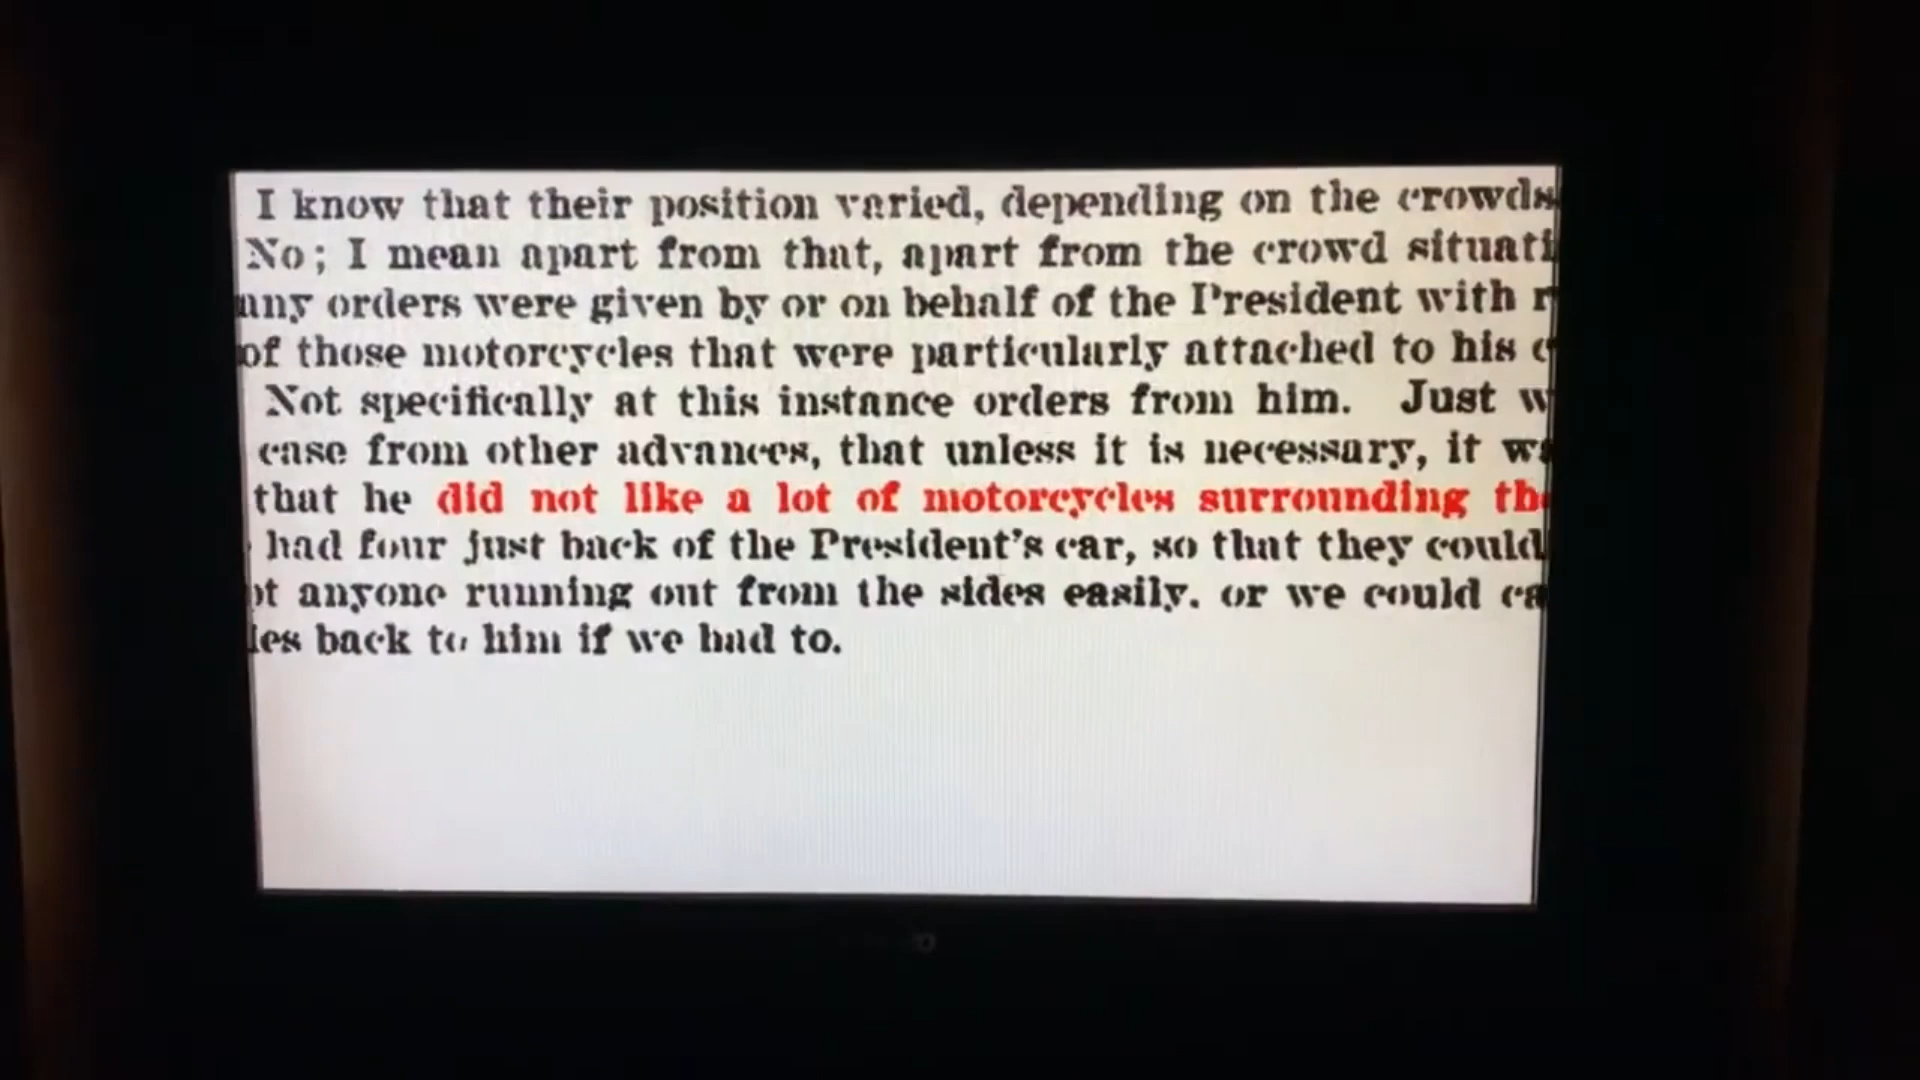 I know that their position varied, depending on the crowds
No; I mean apart from that, apart from the crowd situati
any orders were given by or on behalf of the President with r
of those motorcycles that were particularly attached to his c
Not specifically at this instance orders from him. Just w
case from other advances, that unless it is necessary, it wa
that he did not like a lot of motorcycles surrounding the
had four just back of the President's car, so that they could
ot anyone running out from the sides easily. or we could ca
les back to him if we had to.